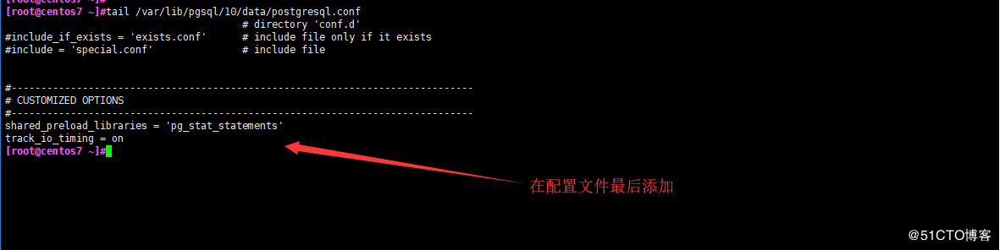 [root@centos7 ~]#tail /var/lib/pgsql/10/data/postgresql.conf
# directory 'conf.d'
#include_if_exists = 'exists.conf' # include file only if it exists
#include = 'special.conf' # include file
#------------------------------------------------------------------------------
# CUSTOMIZED OPTIONS
#------------------------------------------------------------------------------
shared_preload_libraries = 'pg_stat_statements'
track_io_timing = on
[root@centos7 ~]#
在配置文件最后添加
@51CTO博客